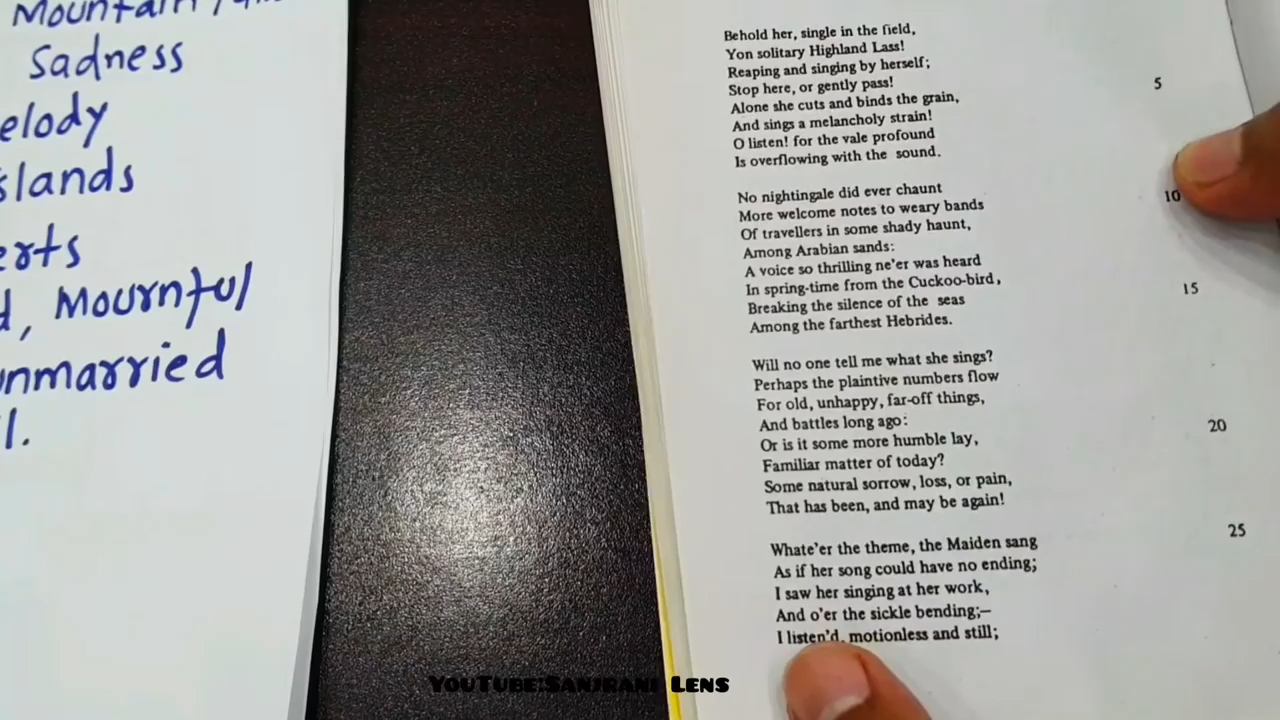 Mountain
Sadness
elody
slands
erts
d, Mournful
unmarried
l.
Behold her, single in the field,
Yon solitary Highland Lass!
Reaping and singing by herself;
Stop here, or gently pass!
Alone she cuts and binds the grain,
5
And sings a melancholy strain!
O listen! for the vale profound
Is overflowing with the sound.
No nightingale did ever chaunt
More welcome notes to weary bands
10
Of travellers in some shady haunt,
Among Arabian sands:
A voice so thrilling ne'er was heard
In spring-time from the Cuckoo-bird,
Breaking the silence of the seas
15
Among the farthest Hebrides.
Will no one tell me what she sings?
Perhaps the plaintive numbers flow
For old, unhappy, far-off things,
And battles long ago:
20
Or is it some more humble lay,
Familiar matter of today?
Some natural sorrow, loss, or pain,
That has been, and may be again!
Whate'er the theme, the Maiden sang
25
As if her song could have no ending;
I saw her singing at her work,
And o'er the sickle bending;—
I listen'd, motionless and still;
YouTube:Sanjrani Lens